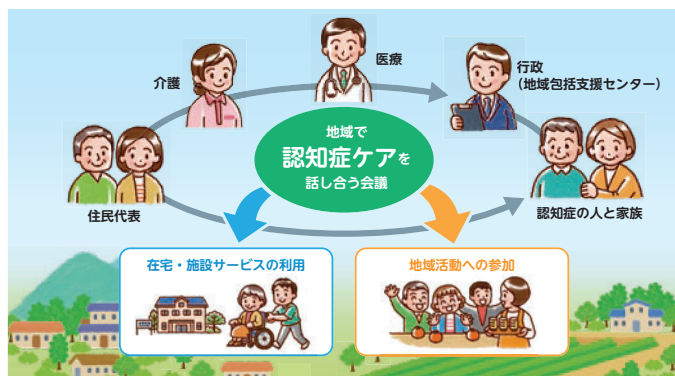 医療
介護
行政
（地域包括支援センター）
地域で
認知症ケアを
話し合う会議
住民代表
認知症の人と家族
在宅・施設サービスの利用
地域活動への参加